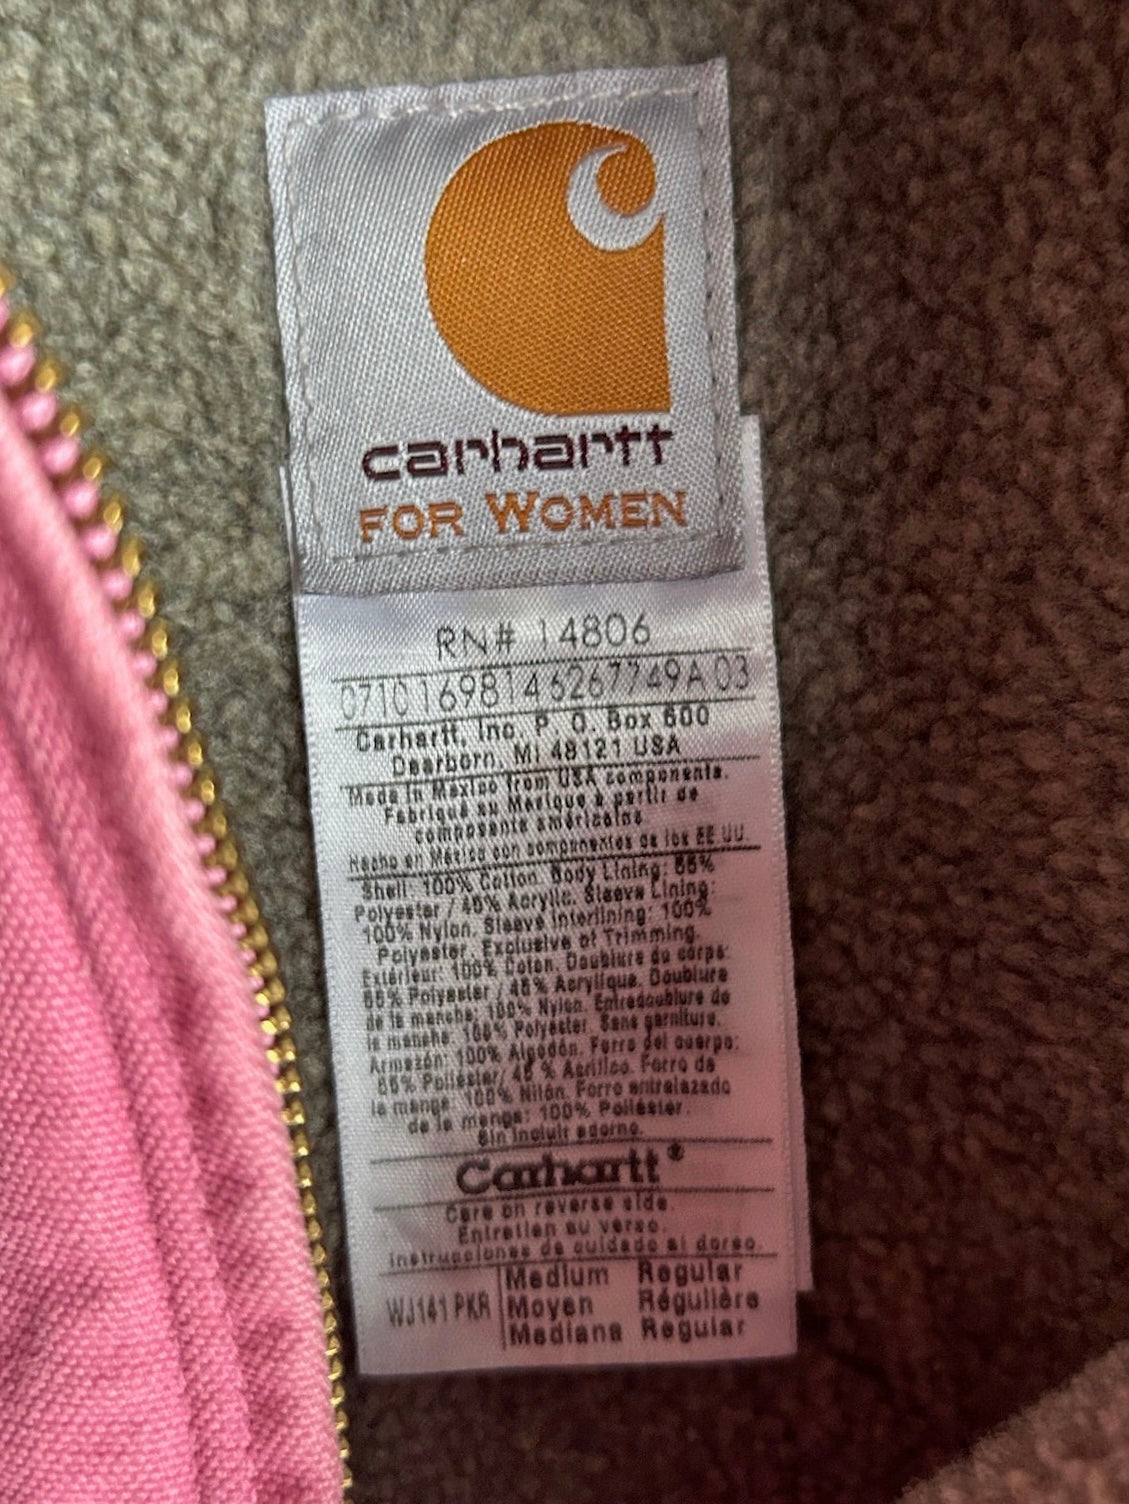 carhartt
FOR WOMEN
RN# 14806
07101698146267749A 03
Carhartt, Inc. P. O. Box 600
Dearborn, MI 48121 USA
Made in Mexico from USA components.
Fabriqué au Mexique à partir de
composants américains.
Hecho en México con componentes de los EE.UU.
Shell: 100% Cotton. Body Lining: 55%
Polyester / 45% Acrylic. Sleeve Lining:
100% Nylon. Sleeve Interlining: 100%
Polyester. Exclusive of Trimming.
Extérieur: 100% Coton. Doublure du corps:
55% Polyester / 45% Acrylique. Doublure
de la manche: 100% Nylon. Entredoublure de
la manche: 100% Polyester. Sans garniture.
Armazón: 100% Algodón. Forro del cuerpo:
55% Poliéster/ 45 % Acrílico. Forro de
la manga: 100% Nilón. Forro entrelazado
de la manga: 100% Poliéster.
Sin incluir adorno.
Carhartt®
Care on reverse side.
Entretien au verso.
Instrucciones de cuidado al dorso.
WJ141 PKR
Medium Regular
Moyen Régulière
Mediana Regular